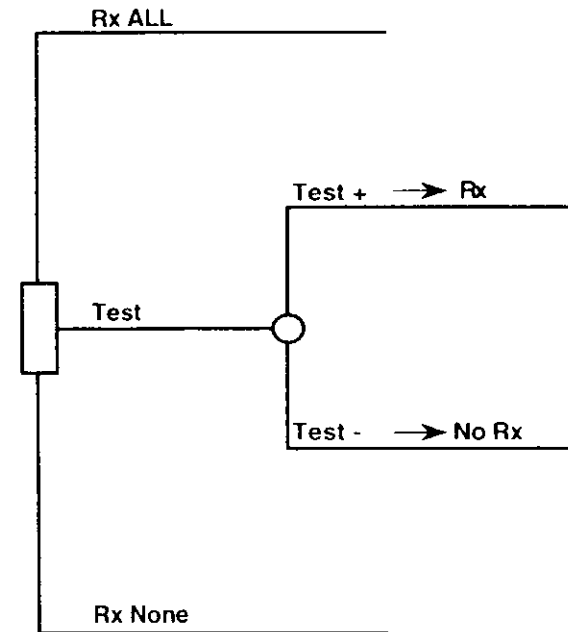 Rx ALL
Test + → Rx
Test
Test - → No Rx
Rx None